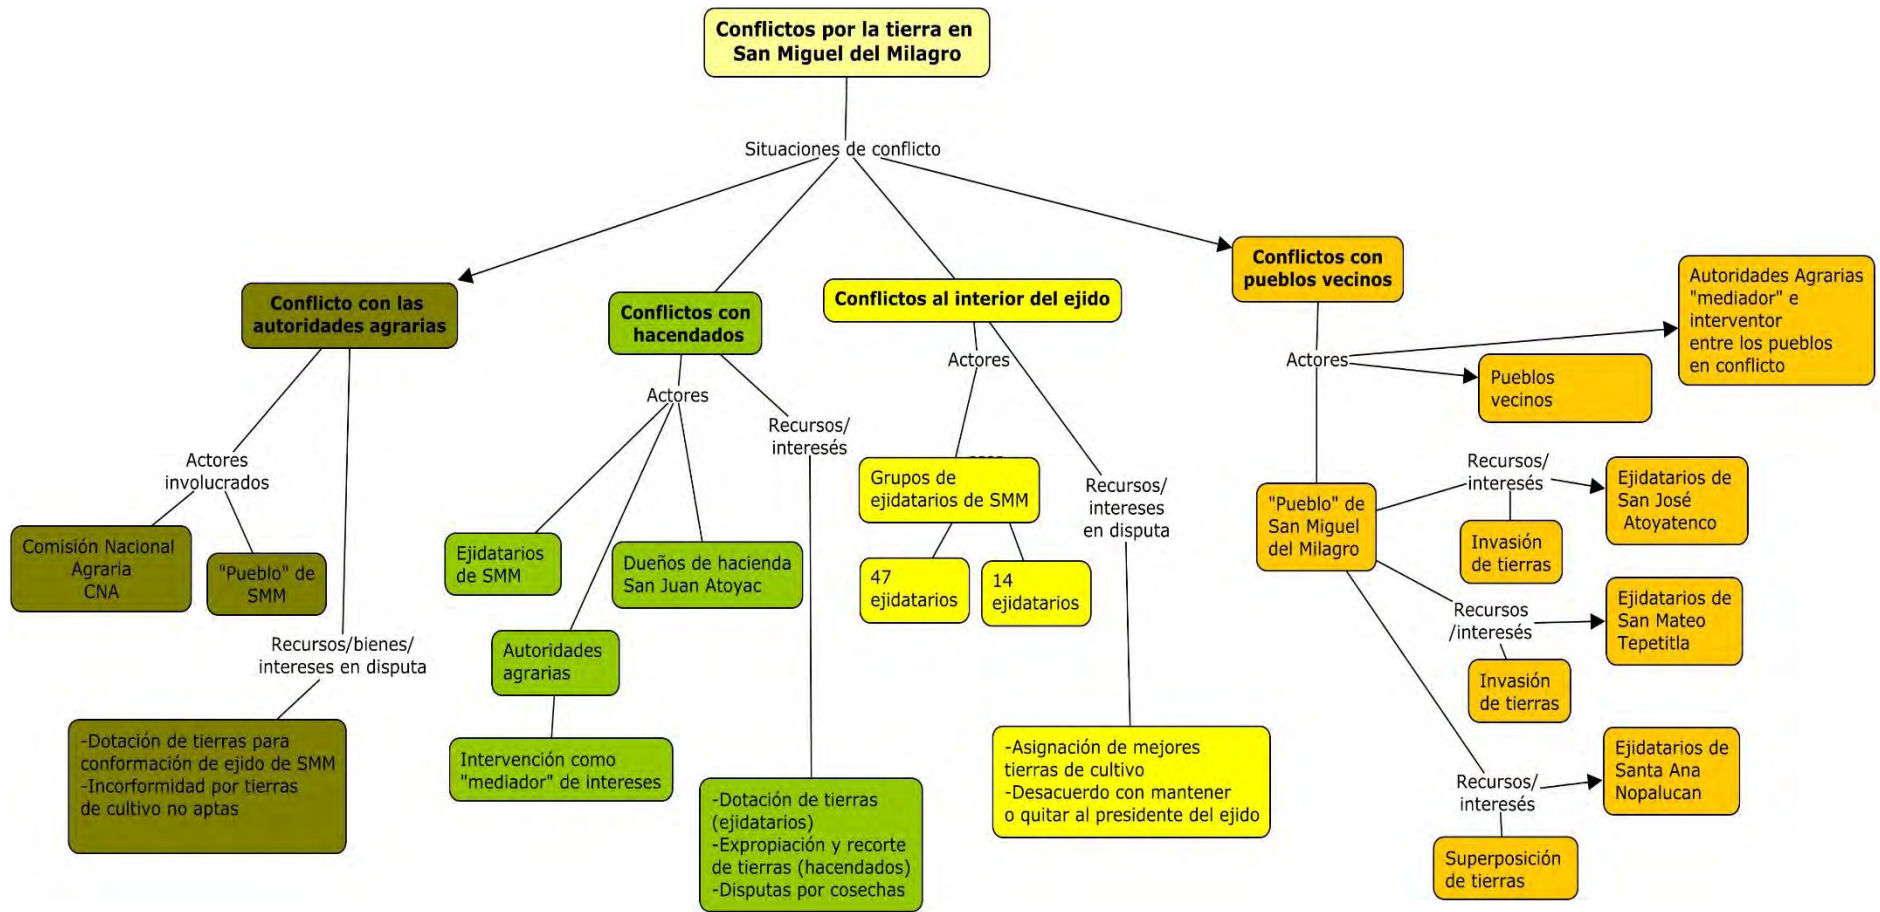 Conflictos por la tierra en
San Miguel del Milagro
Situaciones de conflicto
Conflicto con las
autoridades agrarias
Actores
involucrados
Comisión Nacional
Agraria
CNA
"Pueblo" de
SMM
Recursos/bienes/
intereses en disputa
-Dotación de tierras para
conformación de ejido de SMM
-Incorformidad por tierras
de cultivo no aptas
Conflictos con
hacendados
Actores
Ejidatarios
de SMM
Dueños de hacienda
San Juan Atoyac
Autoridades
agrarias
Intervención como
"mediador" de intereses
Recursos/
interesés
-Dotación de tierras
(ejidatarios)
-Expropiación y recorte
de tierras (hacendados)
-Disputas por cosechas
Conflictos al interior del ejido
Actores
Grupos de
ejidatarios de SMM
47
ejidatarios
14
ejidatarios
Recursos/
intereses
en disputa
-Asignación de mejores
tierras de cultivo
-Desacuerdo con mantener
o quitar al presidente del ejido
Conflictos con
pueblos vecinos
Actores
Autoridades Agrarias
"mediador" e
interventor
entre los pueblos
en conflicto
Pueblos
vecinos
"Pueblo" de
San Miguel
del Milagro
Recursos/
interesés
Ejidatarios de
San José
Atoyatenco
Invasión
de tierras
Recursos
/interesés
Ejidatarios de
San Mateo
Tepetitla
Invasión
de tierras
Recursos/
interesés
Ejidatarios de
Santa Ana
Nopalucan
Superposición
de tierras